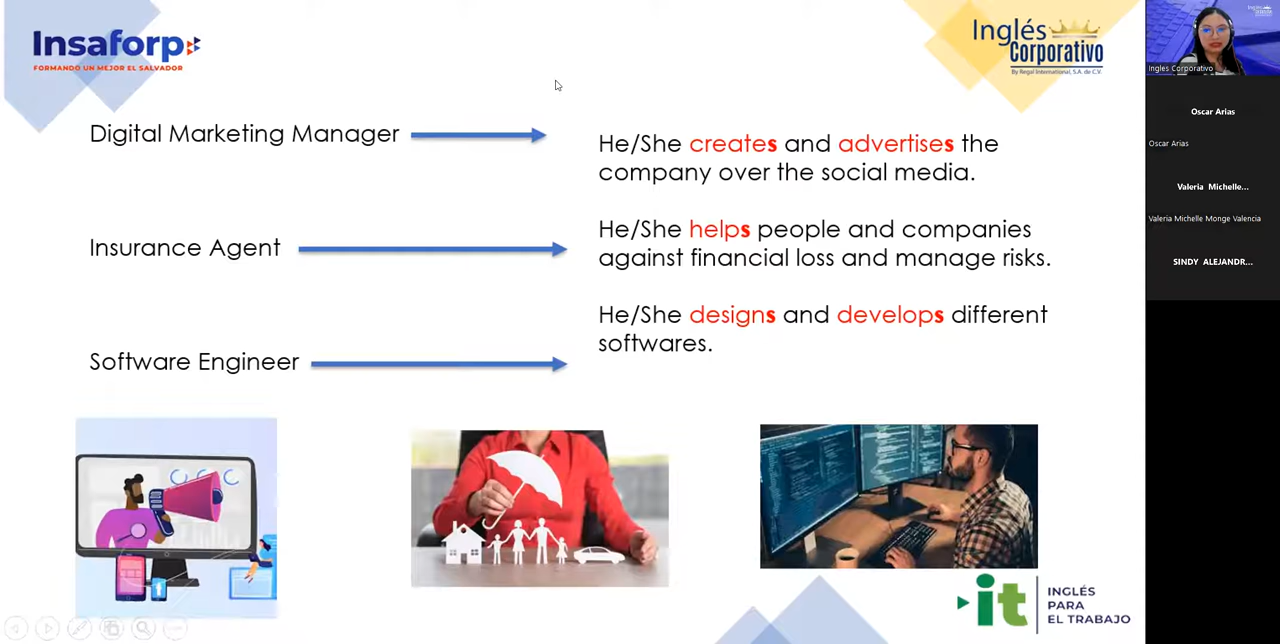 Insaforp
FORMANDO UN MEJOR EL SALVADOR
Inglés
Corporativo
By Regal International, S.A. de C.V.
Digital Marketing Manager
He/She creates and advertises the
company over the social media.
Insurance Agent
He/She helps people and companies
against financial loss and manage risks.
Software Engineer
He/She designs and develops different
softwares.
it
INGLÉS
PARA
EL TRABAJO
Ingles Corporativo
Oscar Arias
Oscar Arias
Valeria Michelle...
Valeria Michelle Monge Valencia
SINDY ALEJANDR...